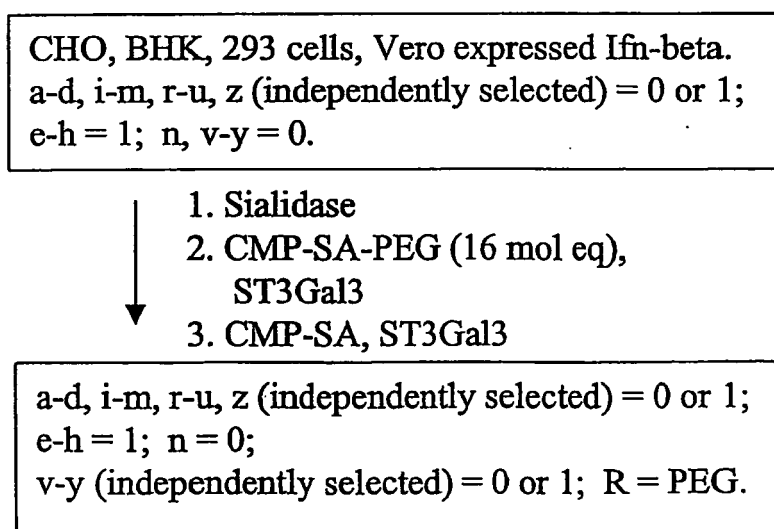 CHO, BHK, 293 cells, Vero expressed Ifn-beta.
a-d, i-m, r-u, z (independently selected) = 0 or 1;
e-h = 1; n, v-y = 0.
1. Sialidase
2. CMP-SA-PEG (16 mol eq),
ST3Gal3
3. CMP-SA, ST3Gal3
a-d, i-m, r-u, z (independently selected) = 0 or 1;
e-h = 1; n = 0;
v-y (independently selected) = 0 or 1; R = PEG.